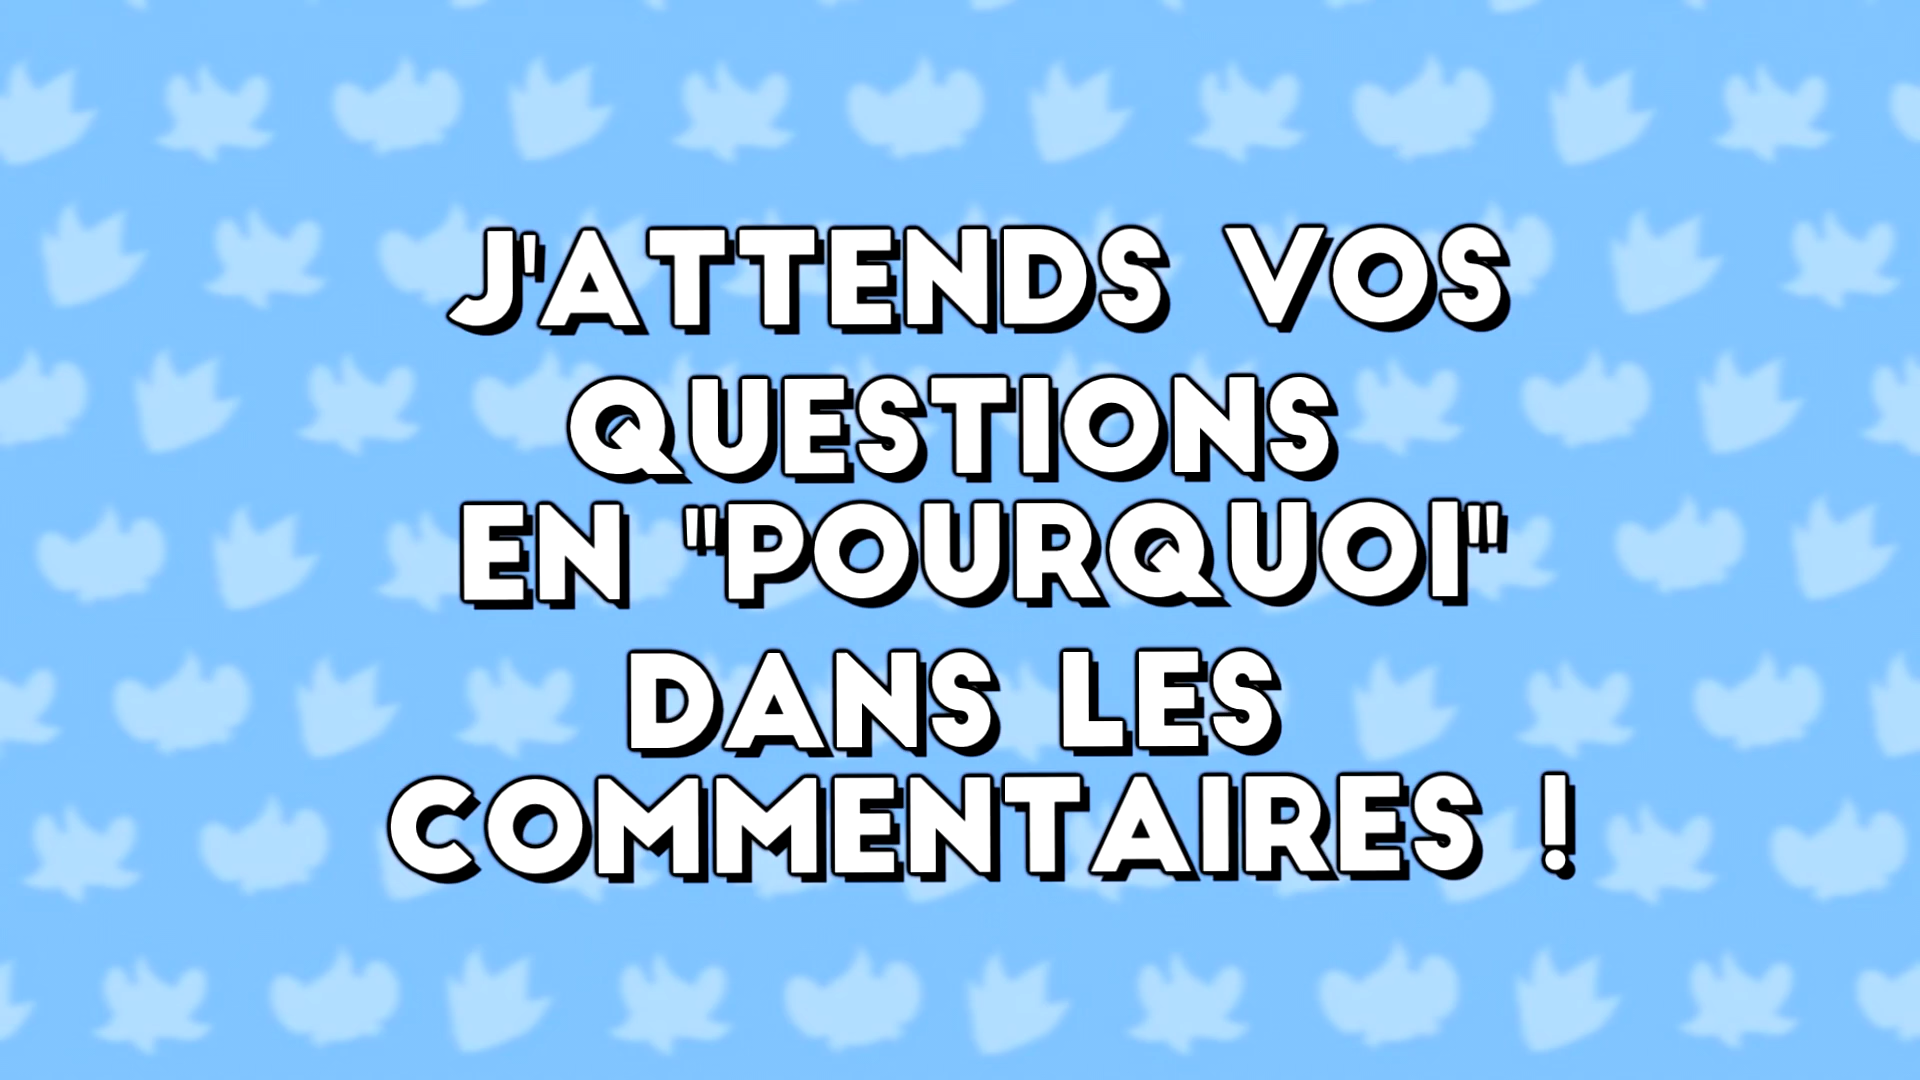 J'ATTENDS VOS
QUESTIONS
EN "POURQUOI"
DANS LES
COMMENTAIRES !